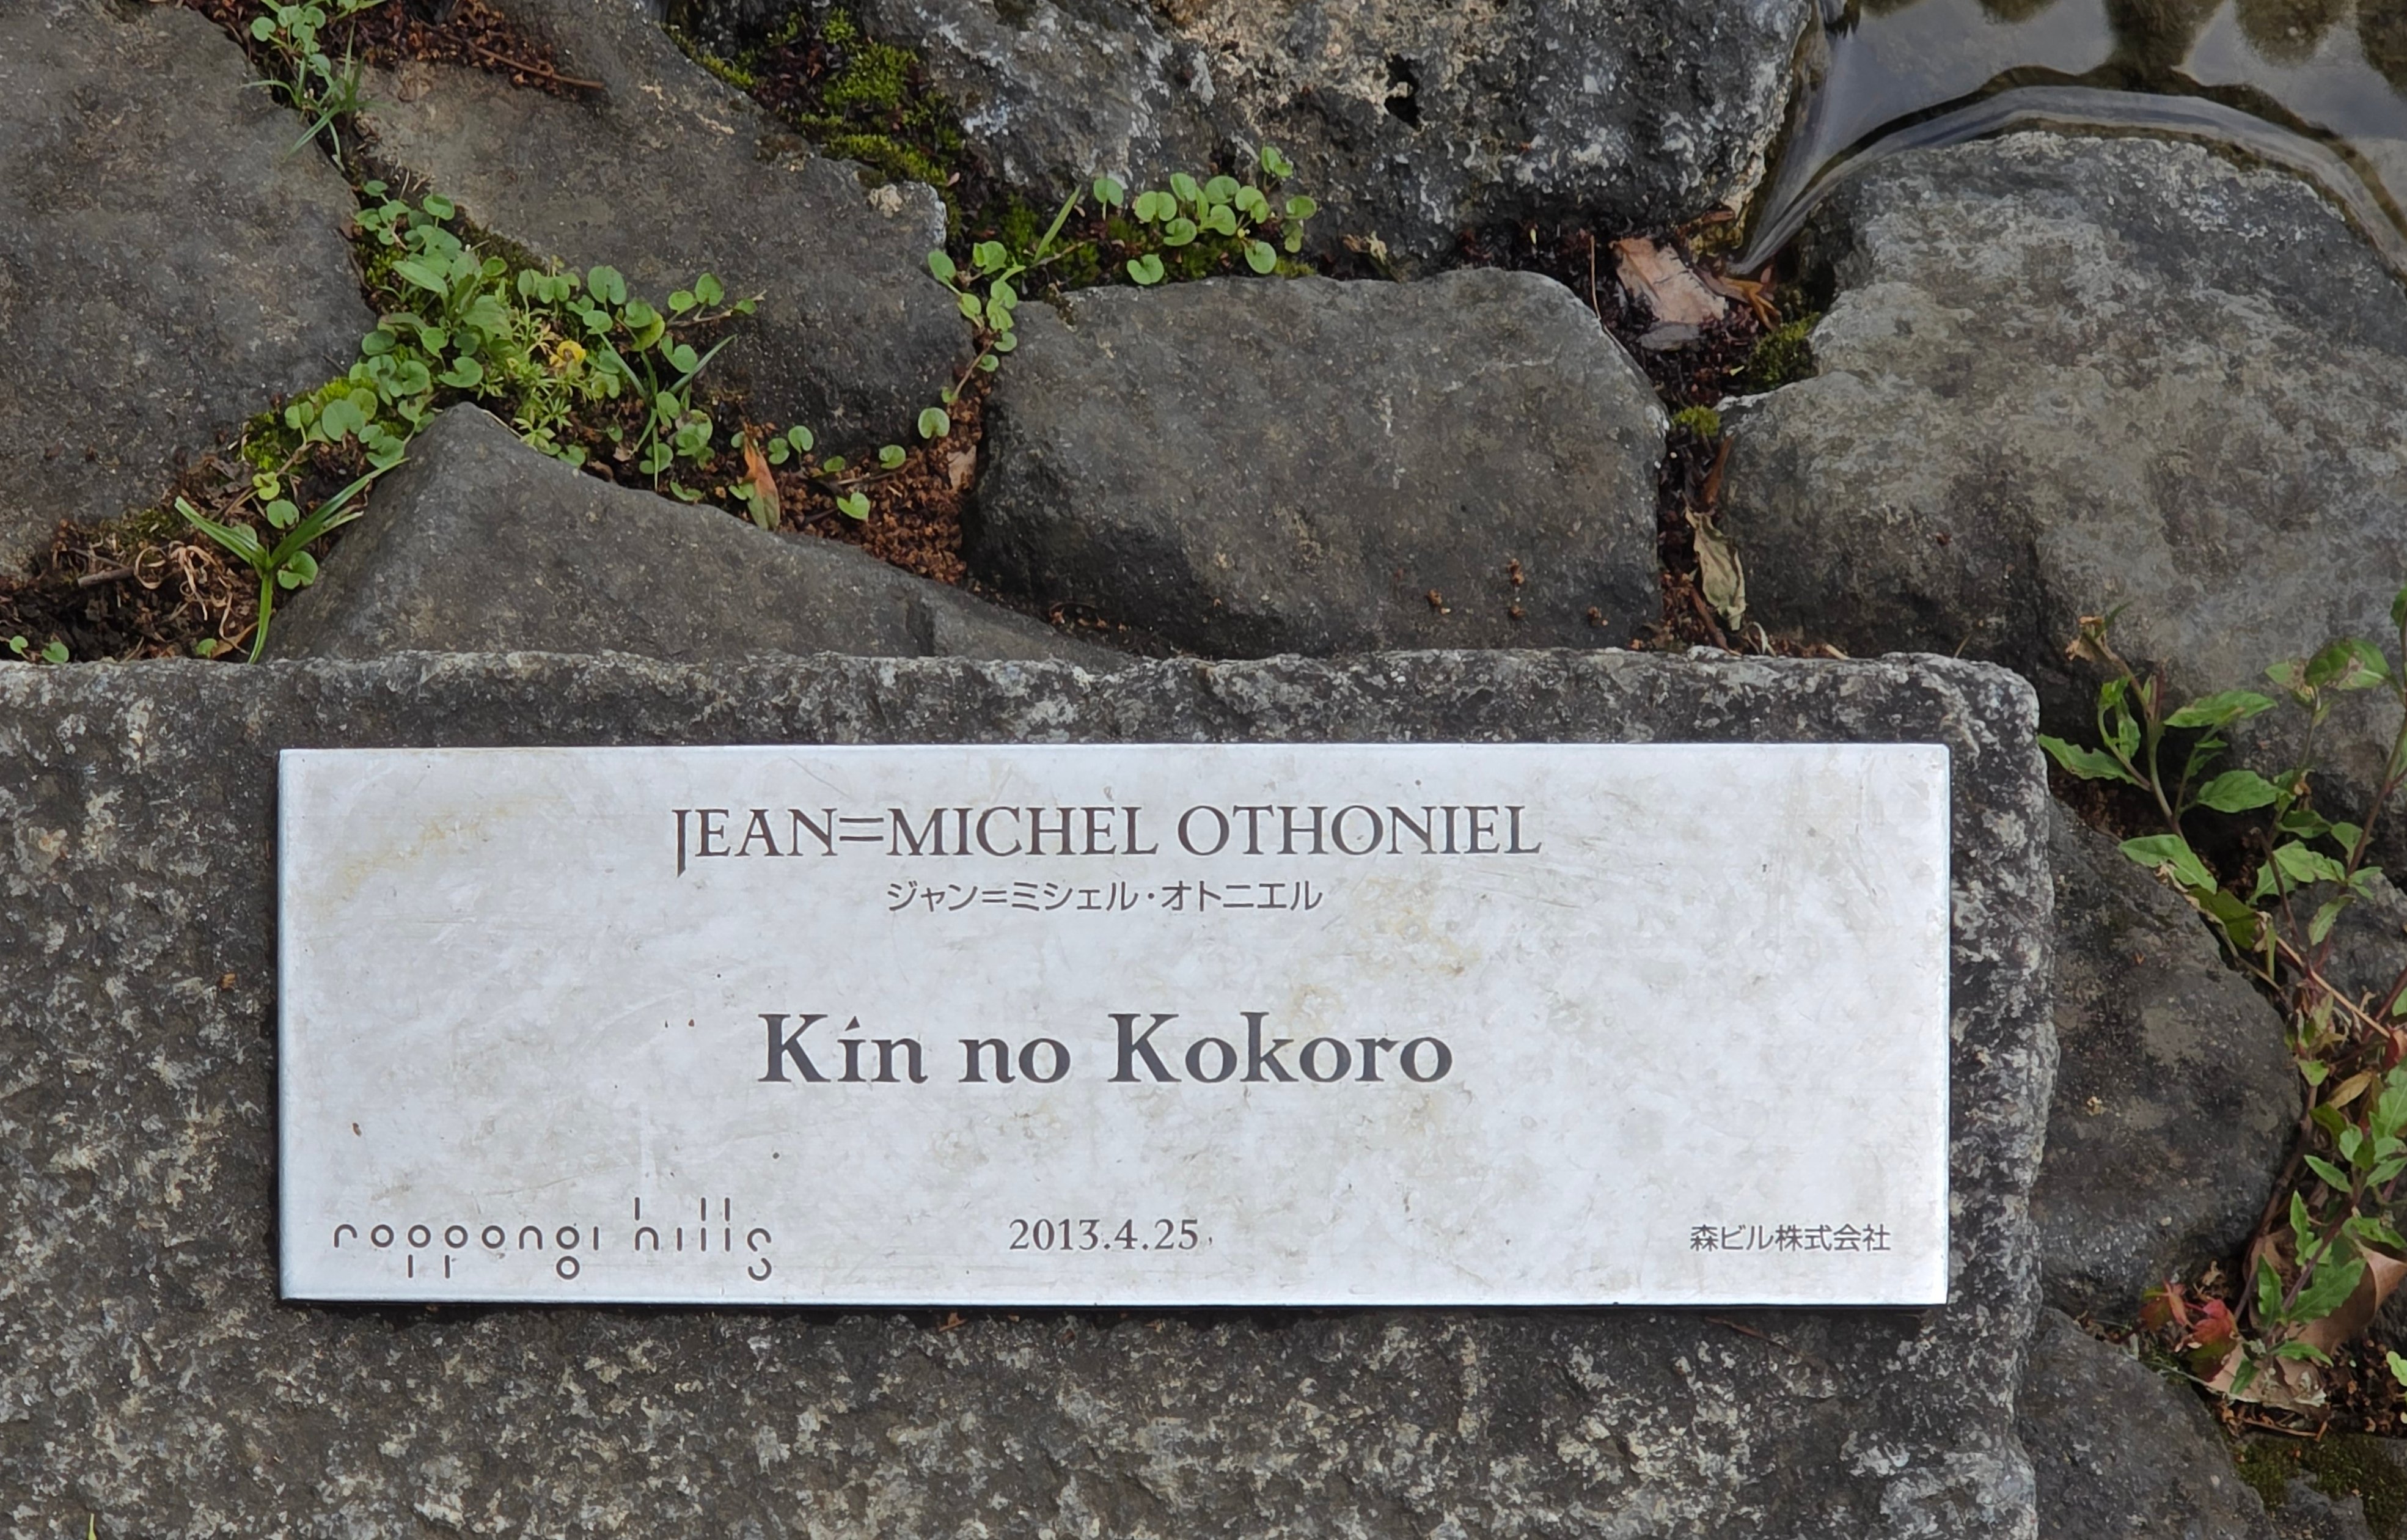 JEAN=MICHEL OTHONIEL
ジャン=ミシェル・オトニエル
Kin no Kokoro
roppongi hills 2013.4.25 森ビル株式会社